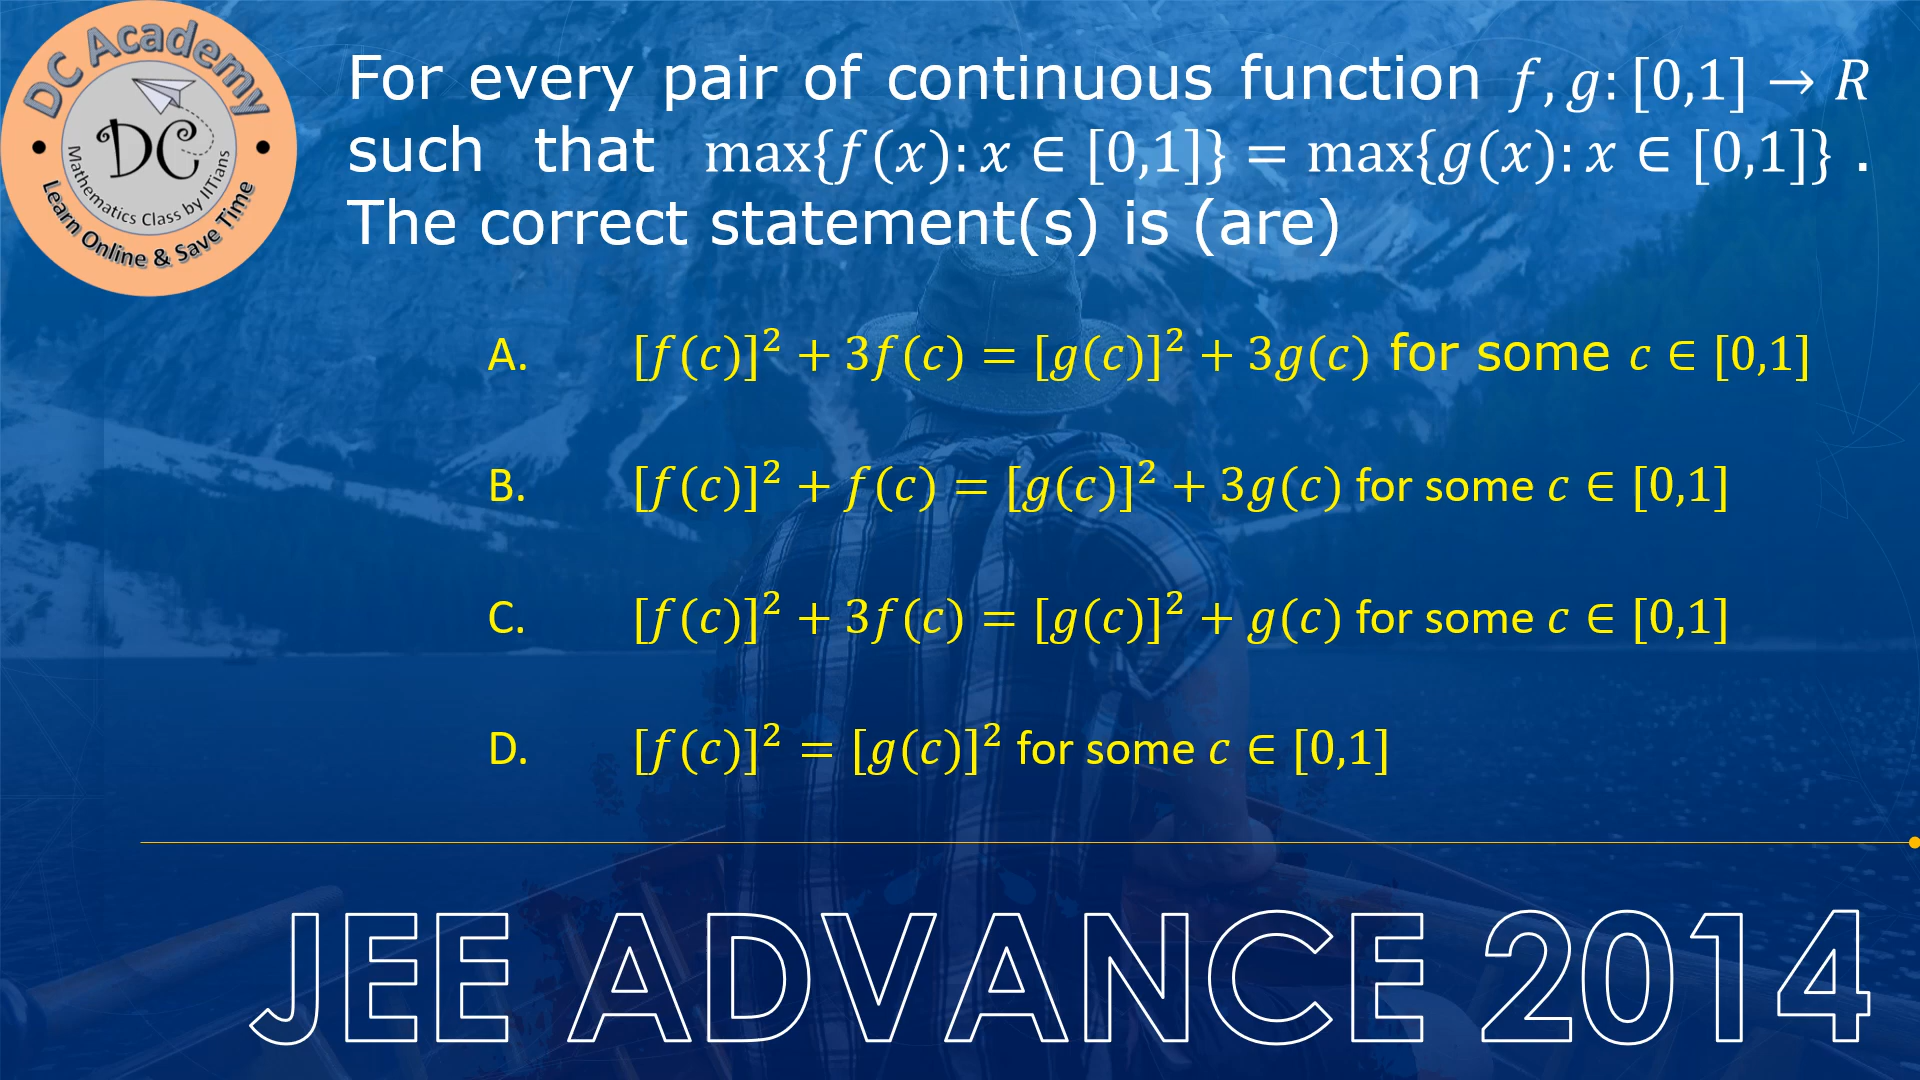 DC Academy
DC
Mathematics Class by IITians
Learn Online & Save Time
For every pair of continuous function f, g: [0,1] → R
such that max{f(x): x ∈ [0,1]} = max{g(x): x ∈ [0,1]} .
The correct statement(s) is (are)
A. [f(c)]² + 3f(c) = [g(c)]² + 3g(c) for some c ∈ [0,1]
B. [f(c)]² + f(c) = [g(c)]² + 3g(c) for some c ∈ [0,1]
C. [f(c)]² + 3f(c) = [g(c)]² + g(c) for some c ∈ [0,1]
D. [f(c)]² = [g(c)]² for some c ∈ [0,1]
JEE ADVANCE 2014